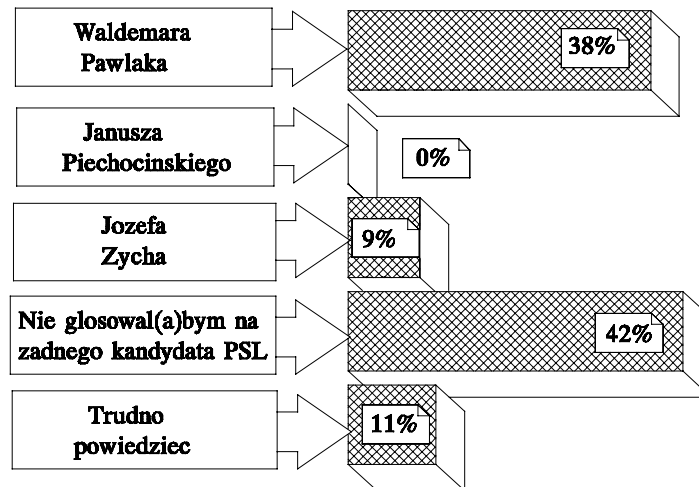 Waldemara
Pawlaka
38%
Janusza
Piechocinskiego
0%
Jozefa
Zycha
9%
Nie glosowal(a)bym na
zadnego kandydata PSL
42%
Trudno
powiedziec
11%